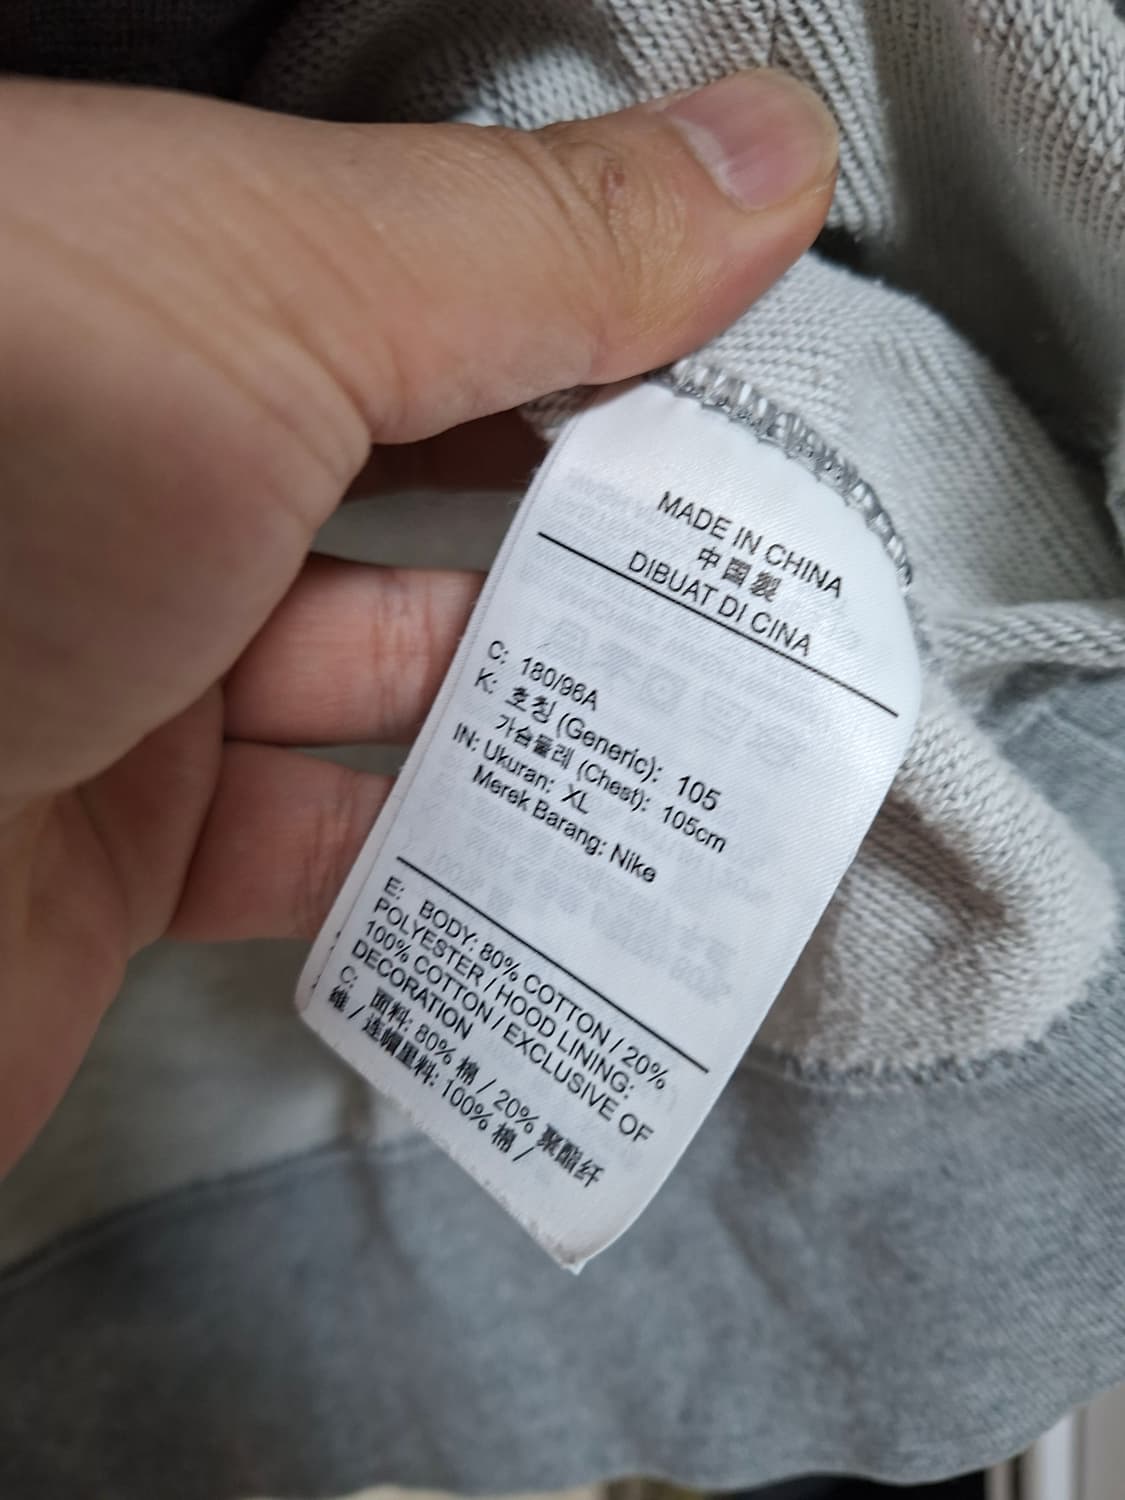 MADE IN CHINA
中国製
DIBUAT DI CINA
C: 180/96A
K: 호칭 (Generic): 105
가슴둘레 (Chest): 105cm
IN: Ukuran: XL
Merek Barang: Nike
E: BODY: 80% COTTON / 20%
POLYESTER / HOOD LINING:
100% COTTON / EXCLUSIVE OF
DECORATION
C: 面料: 80% 棉 / 20% 聚酯纤
维 / 连帽里料: 100% 棉 /